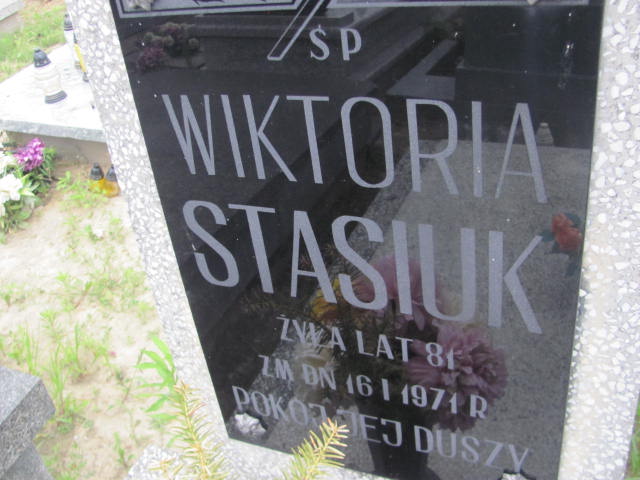 ŚP
WIKTORIA
STASIUK
ŻYŁA LAT 81
ZM DN 16 I 1971 R
POKÓJ JEJ DUSZY